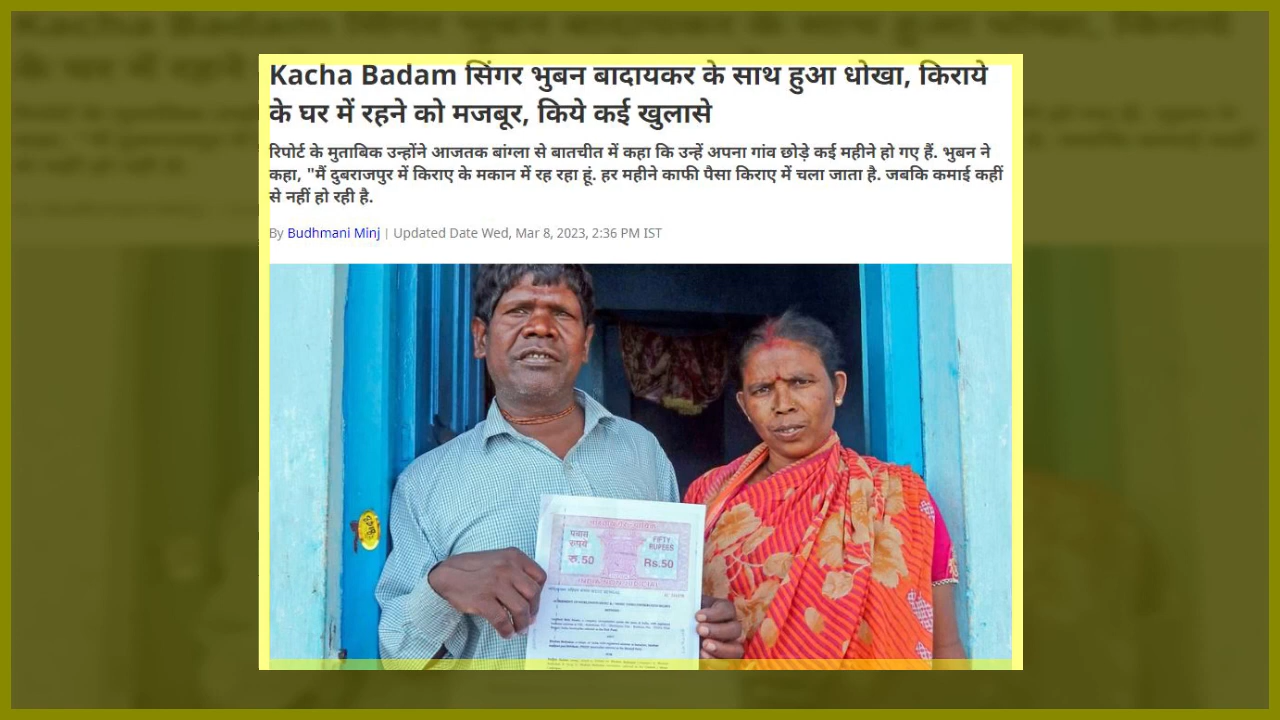 Kacha Badam सिंगर भुबन बादायकर के साथ हुआ धोखा, किराये
के घर में रहने को मजबूर, किये कई खुलासे
रिपोर्ट के मुताबिक उन्होंने आजतक बांग्ला से बातचीत में कहा कि उन्हें अपना गांव छोड़े कई महीने हो गए हैं. भुबन ने
कहा, "मैं दुबराजपुर में किराए के मकान में रह रहा हूं. हर महीने काफी पैसा किराए में चला जाता है. जबकि कमाई कहीं
से नहीं हो रही है.
By Budhmani Minj | Updated Date Wed, Mar 8, 2023, 2:36 PM IST
पचास
रुपये
रु.50
FIFTY
RUPEES
Rs.50